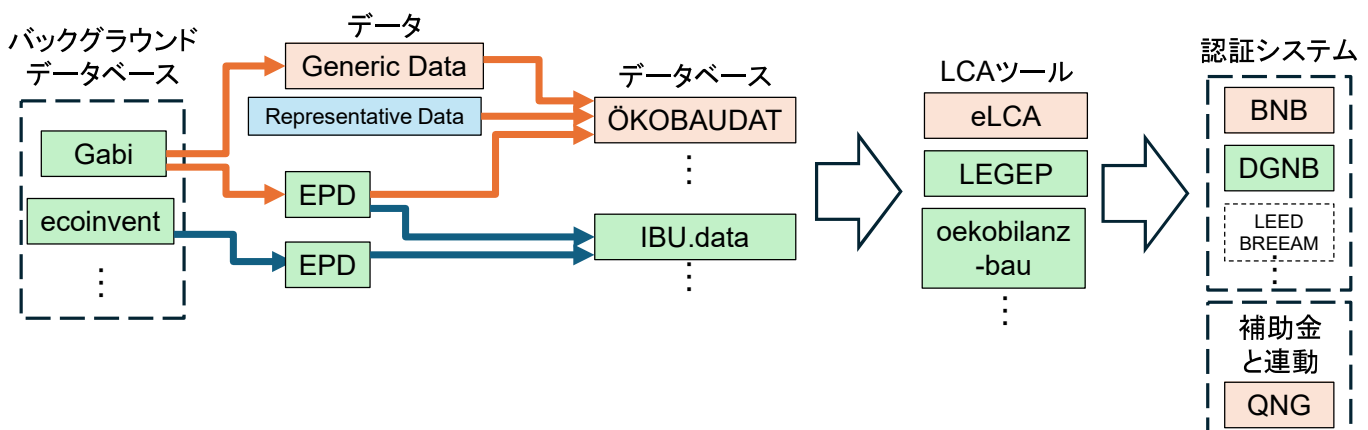 バックグラウンド
データベース
Gabi
ecoinvent
⋮
データ
Generic Data
Representative Data
EPD
EPD
データベース
ÖKOBAUDAT
⋮
IBU.data
⋮
LCAツール
eLCA
LEGEP
oekobilanz
-bau
⋮
認証システム
BNB
DGNB
LEED
BREEAM
⋮
補助金
と連動
QNG